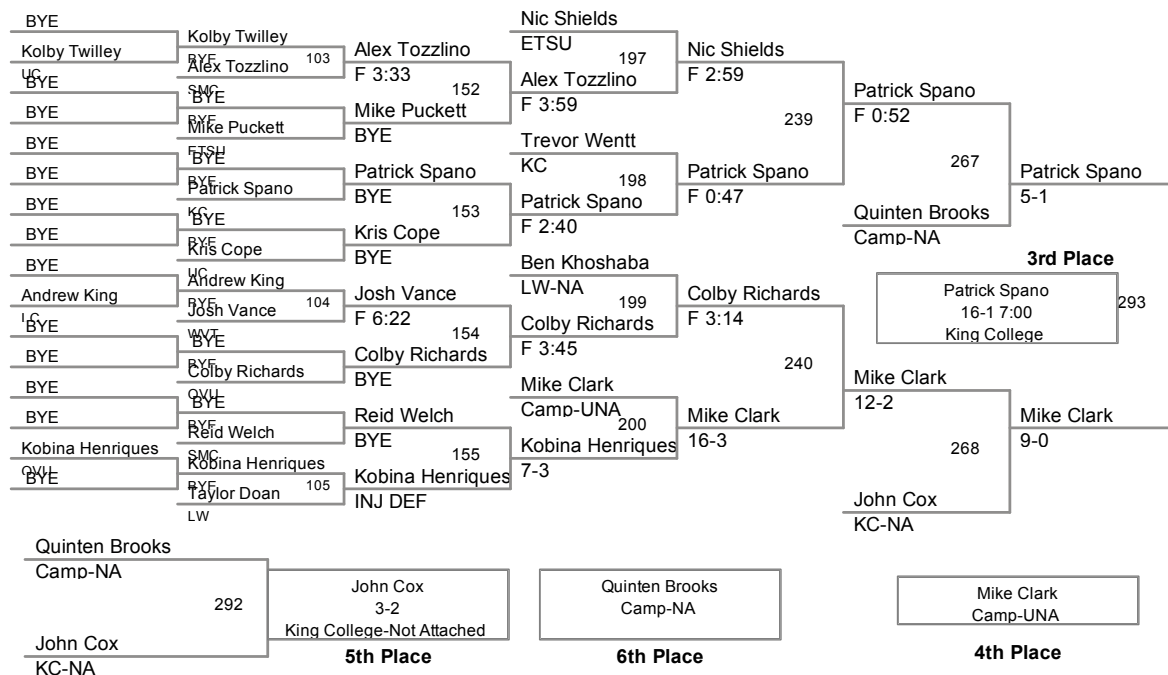 BYE
Kolby Twilley
UC
BYE
BYE
BYE
BYE
BYE
BYE
BYE
Andrew King
LC
BYE
BYE
BYE
BYE
Kobina Henriques
OVU
BYE
Kolby Twilley
BYE
103
Alex Tozzlino
SMC
BYE
BYE
Mike Puckett
ETSU
BYE
BYE
Patrick Spano
KC
BYE
BYE
Kris Cope
UC
Andrew King
BYE
104
Josh Vance
WVT
BYE
BYE
Colby Richards
OVU
BYE
BYE
Reid Welch
SMC
Kobina Henriques
BYE
105
Taylor Doan
LW
Alex Tozzlino
F 3:33
152
Mike Puckett
BYE
Patrick Spano
BYE
153
Kris Cope
BYE
Josh Vance
F 6:22
154
Colby Richards
BYE
Reid Welch
BYE
155
Kobina Henriques
INJ DEF
Nic Shields
ETSU
197
Alex Tozzlino
F 3:59
Trevor Wentt
KC
198
Patrick Spano
F 2:40
Ben Khoshaba
LW-NA
199
Colby Richards
F 3:45
Mike Clark
Camp-UNA
200
Kobina Henriques
7-3
Nic Shields
F 2:59
239
Patrick Spano
F 0:47
Colby Richards
F 3:14
240
Mike Clark
16-3
Patrick Spano
F 0:52
267
Quinten Brooks
Camp-NA
Mike Clark
12-2
268
John Cox
KC-NA
Patrick Spano
5-1
3rd Place
Patrick Spano
16-1 7:00
King College
293
Mike Clark
9-0
Quinten Brooks
Camp-NA
292
John Cox
KC-NA
John Cox
3-2
King College-Not Attached
5th Place
Quinten Brooks
Camp-NA
6th Place
Mike Clark
Camp-UNA
4th Place